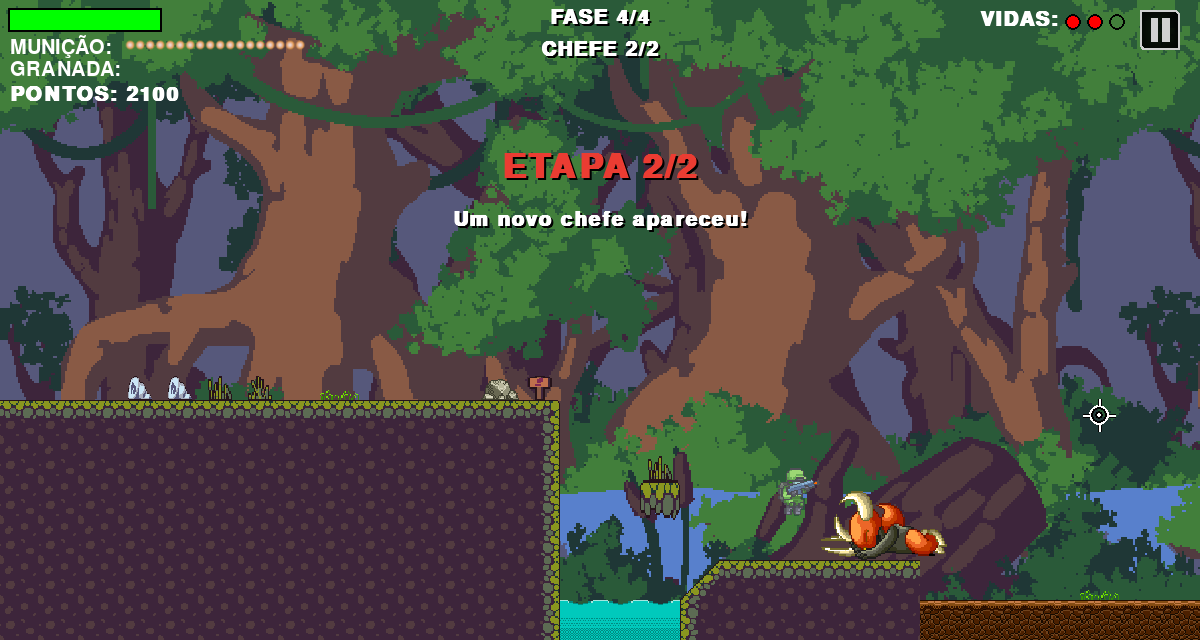 FASE 4/4
VIDAS:
CHEFE 2/2
MUNIÇÃO:
GRANADA:
PONTOS: 2100
ETAPA 2/2
Um novo chefe apareceu!